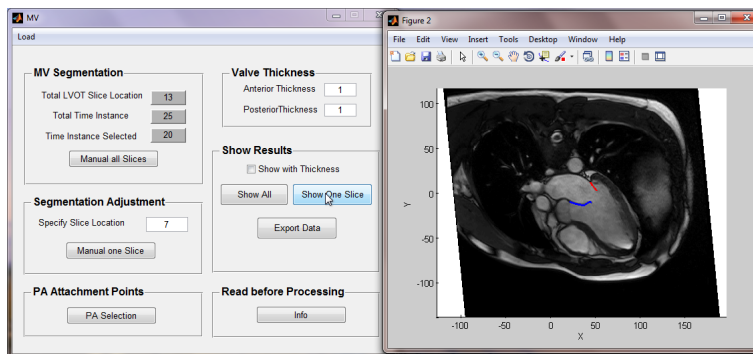 MV
Load
MV Segmentation
Total LVOT Slice Location 13
Total Time Instance 25
Time Instance Selected 20
Manual all Slices
Segmentation Adjustment
Specify Slice Location 7
Manual one Slice
PA Attachment Points
PA Selection
Valve Thickness
Anterior Thickness 1
PosteriorThickness 1
Show Results
Show with Thickness
Show All Show One Slice
Export Data
Read before Processing
Info
Figure 2
File Edit View Insert Tools Desktop Window Help
100
50
0
-50
-100
Y
-100 -50 0 50 100 150
X